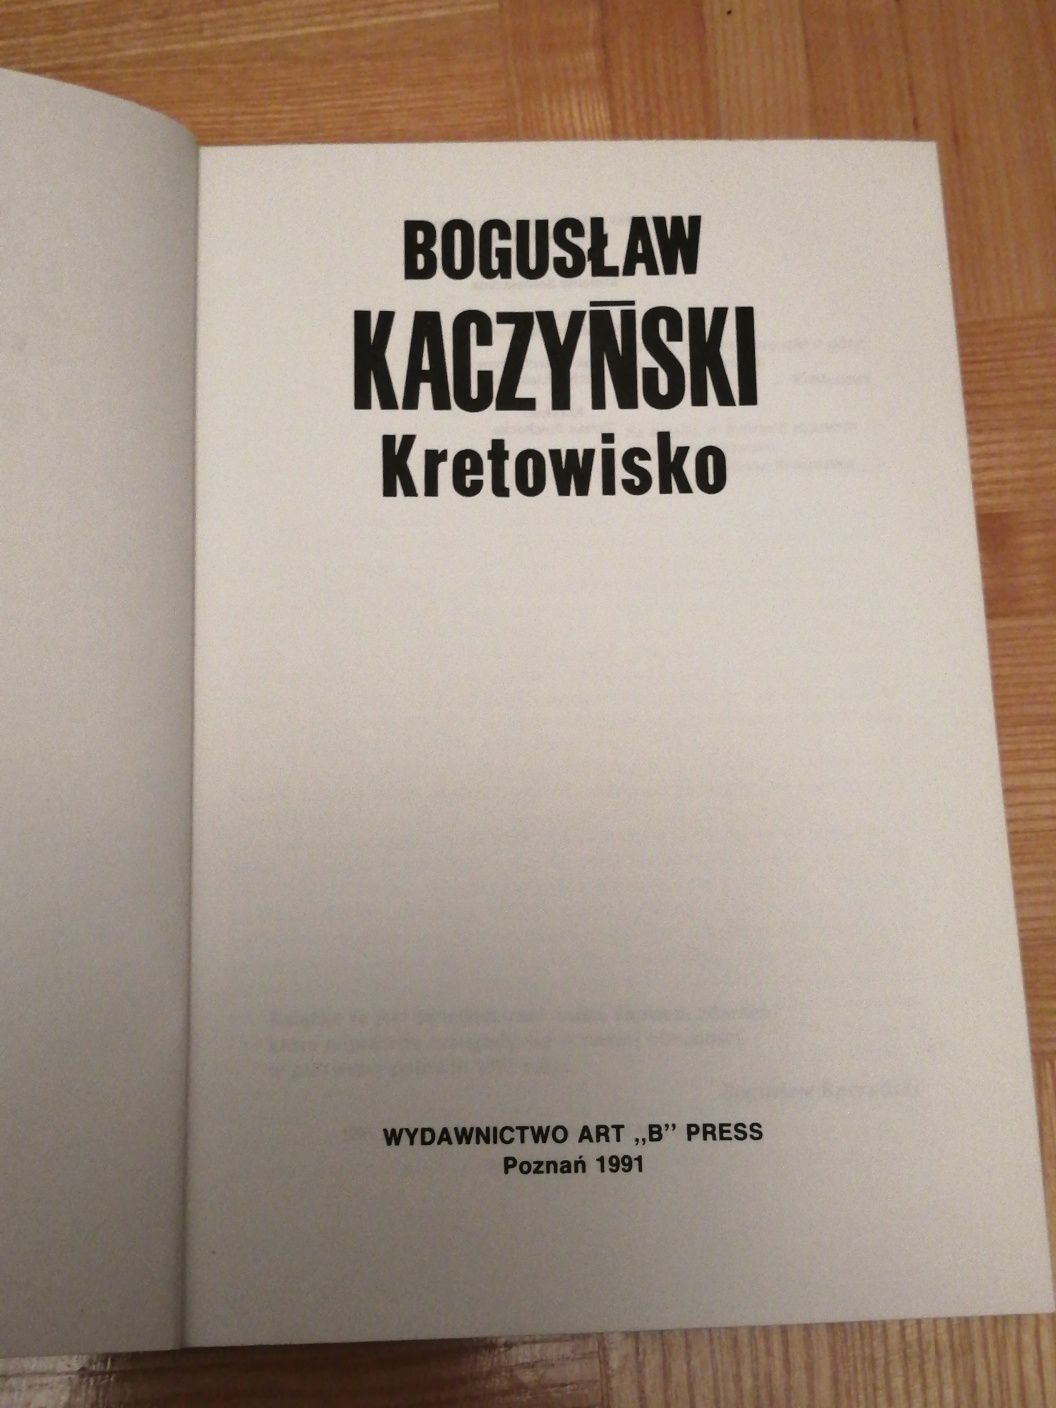 BOGUSŁAW
KACZYŃSKI
Kretowisko
WYDAWNICTWO ART „B” PRESS
Poznań 1991